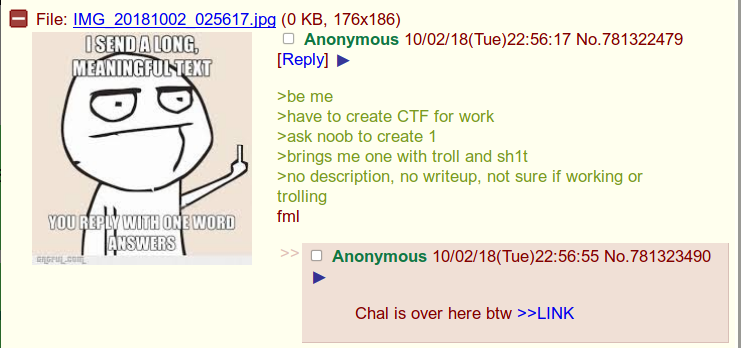 File: IMG_20181002_025617.jpg (0 KB, 176x186)
I SEND A LONG,
MEANINGFUL TEXT
YOU REPLY WITH ONE WORD
ANSWERS
Anonymous 10/02/18(Tue)22:56:17 No.781322479
[Reply] ▶
>be me
>have to create CTF for work
>ask noob to create 1
>brings me one with troll and sh1t
>no description, no writeup, not sure if working or
trolling
fml
>> Anonymous 10/02/18(Tue)22:56:55 No.781323490
▶
Chal is over here btw >>LINK